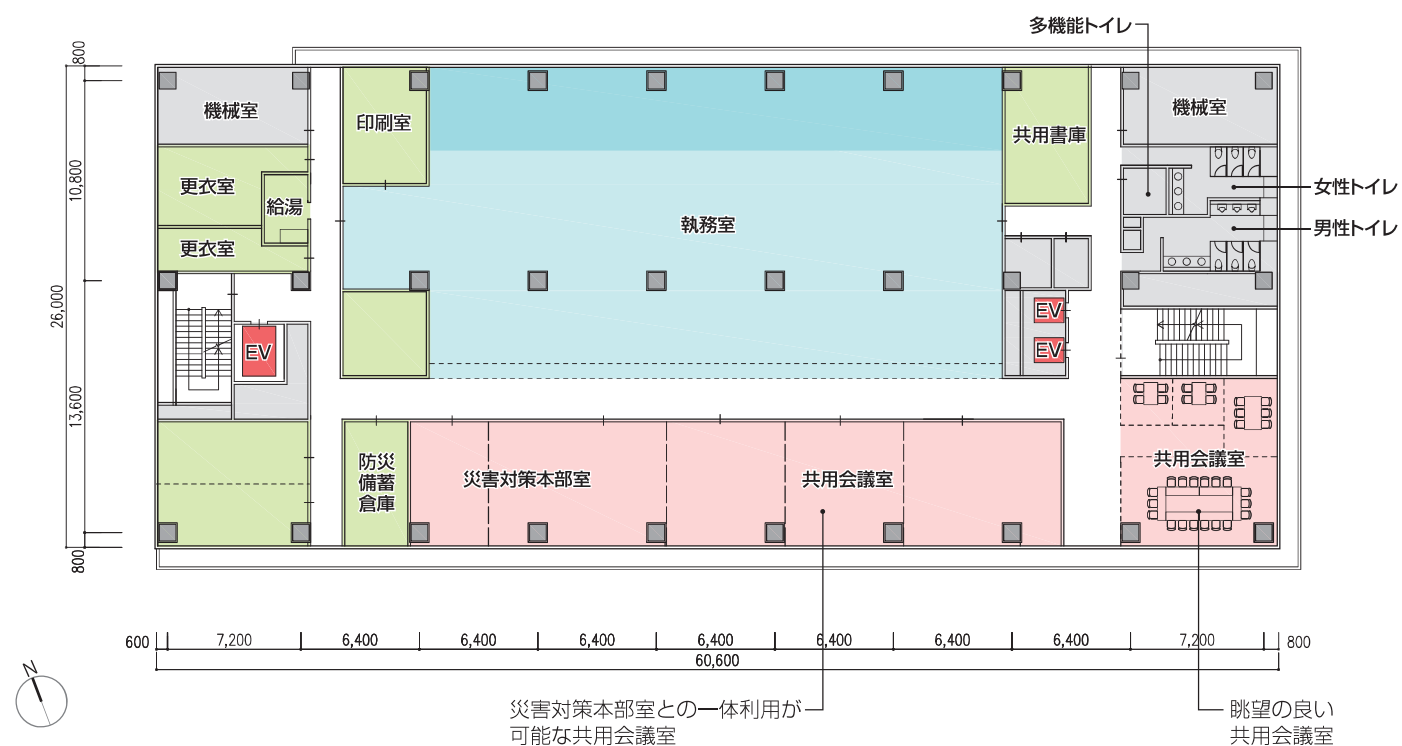 多機能トイレ
800
機械室
印刷室
共用書庫
機械室
10,800
更衣室
給湯
女性トイレ
執務室
男性トイレ
更衣室
26,000
EV
EV
EV
13,600
防災
備蓄
倉庫
災害対策本部室
共用会議室
共用会議室
800
600
7,200
6,400
6,400
6,400
6,400
6,400
6,400
6,400
7,200
800
60,600
N
災害対策本部室との一体利用が
可能な共用会議室
眺望の良い
共用会議室